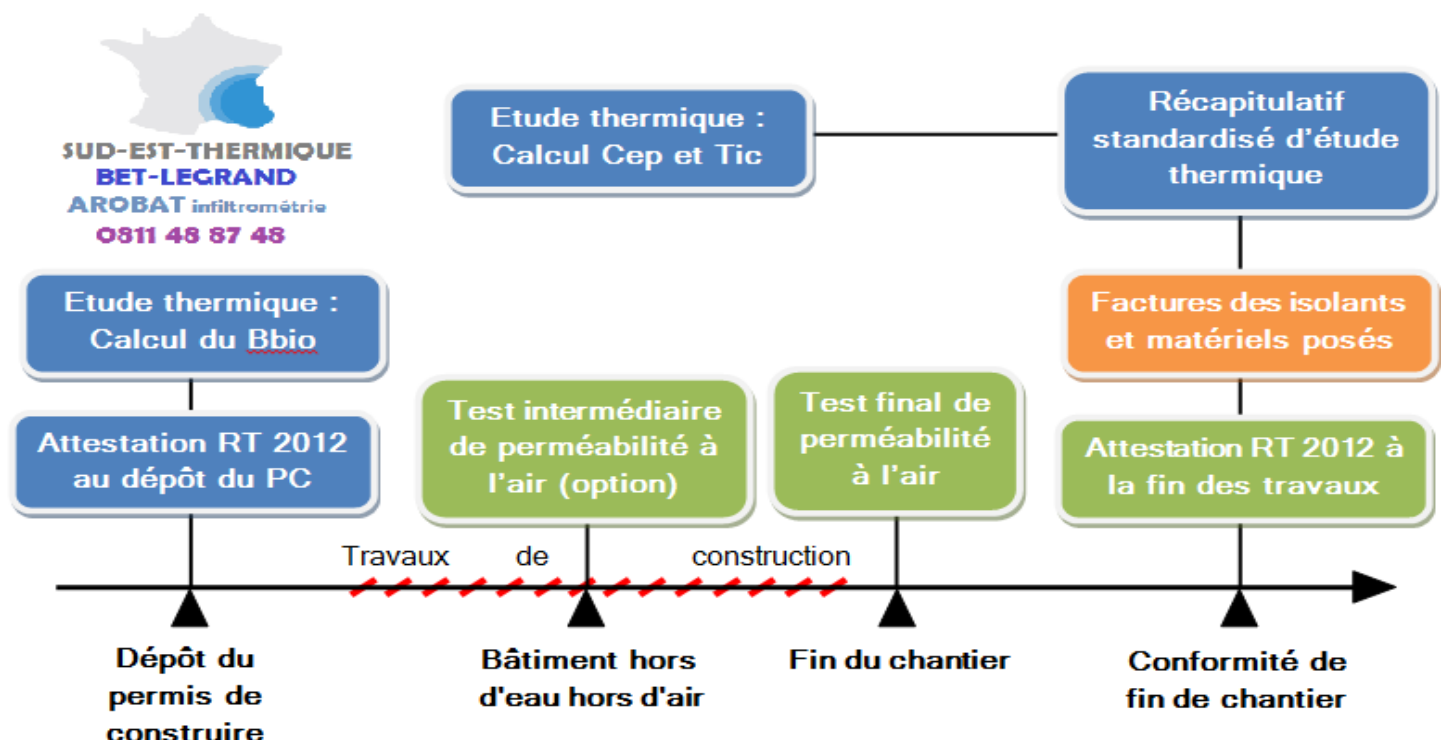 SUD-EST-THERMIQUE
BET-LEGRAND
AROBAT infiltrométrie
0811 48 87 48
Etude thermique :
Calcul Cep et Tic
Récapitulatif
standardisé d'étude
thermique
Etude thermique :
Calcul du Bbio
Factures des isolants
et matériels posés
Attestation RT 2012
au dépôt du PC
Test intermédiaire
de perméabilité à
l'air (option)
Test final de
perméabilité
à l'air
Attestation RT 2012 à
la fin des travaux
Travaux de construction
Dépôt du
permis de
construire
Bâtiment hors
d'eau hors d'air
Fin du chantier
Conformité de
fin de chantier